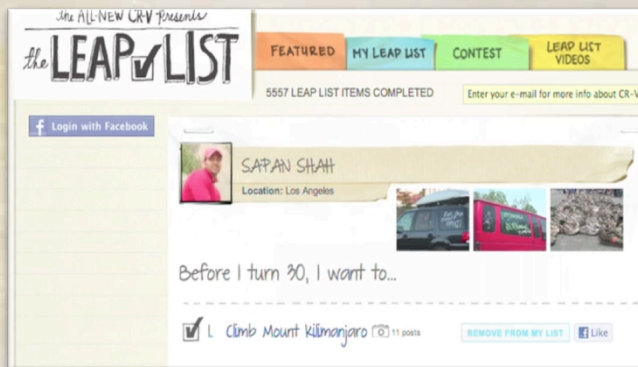 the ALL-NEW CR-V Presents
the LEAP LIST
FEATURED
MY LEAP LIST
CONTEST
LEAP LIST
VIDEOS
5557 LEAP LIST ITEMS COMPLETED
Enter your e-mail for more info about CR-V
f Login with Facebook
SAPAN SHAH
Location: Los Angeles
Before I turn 30, I want to...
1. Climb Mount Kilimanjaro 11 posts
REMOVE FROM MY LIST
f Like